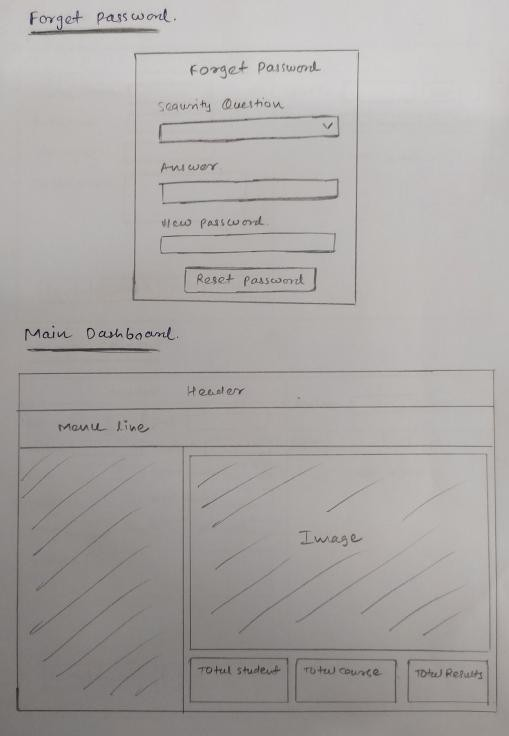 Forget password.
Forget Password
Sequrity Question
Answer
New password.
Reset password
Main Dashboard.
Header
Menu line
Image
Total student
Total course
Total Results